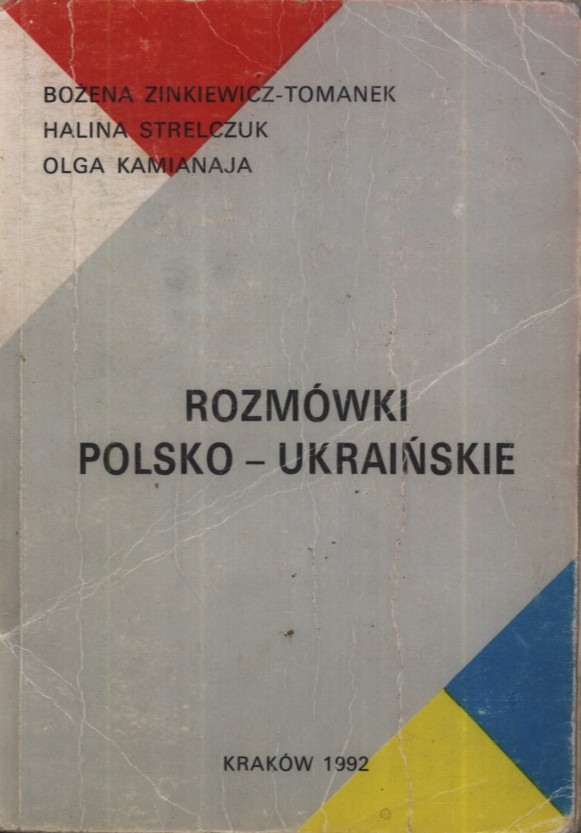 BOŻENA ZINKIEWICZ-TOMANEK
HALINA STRELCZUK
OLGA KAMIANAJA
ROZMÓWKI
POLSKO – UKRAIŃSKIE
KRAKÓW 1992